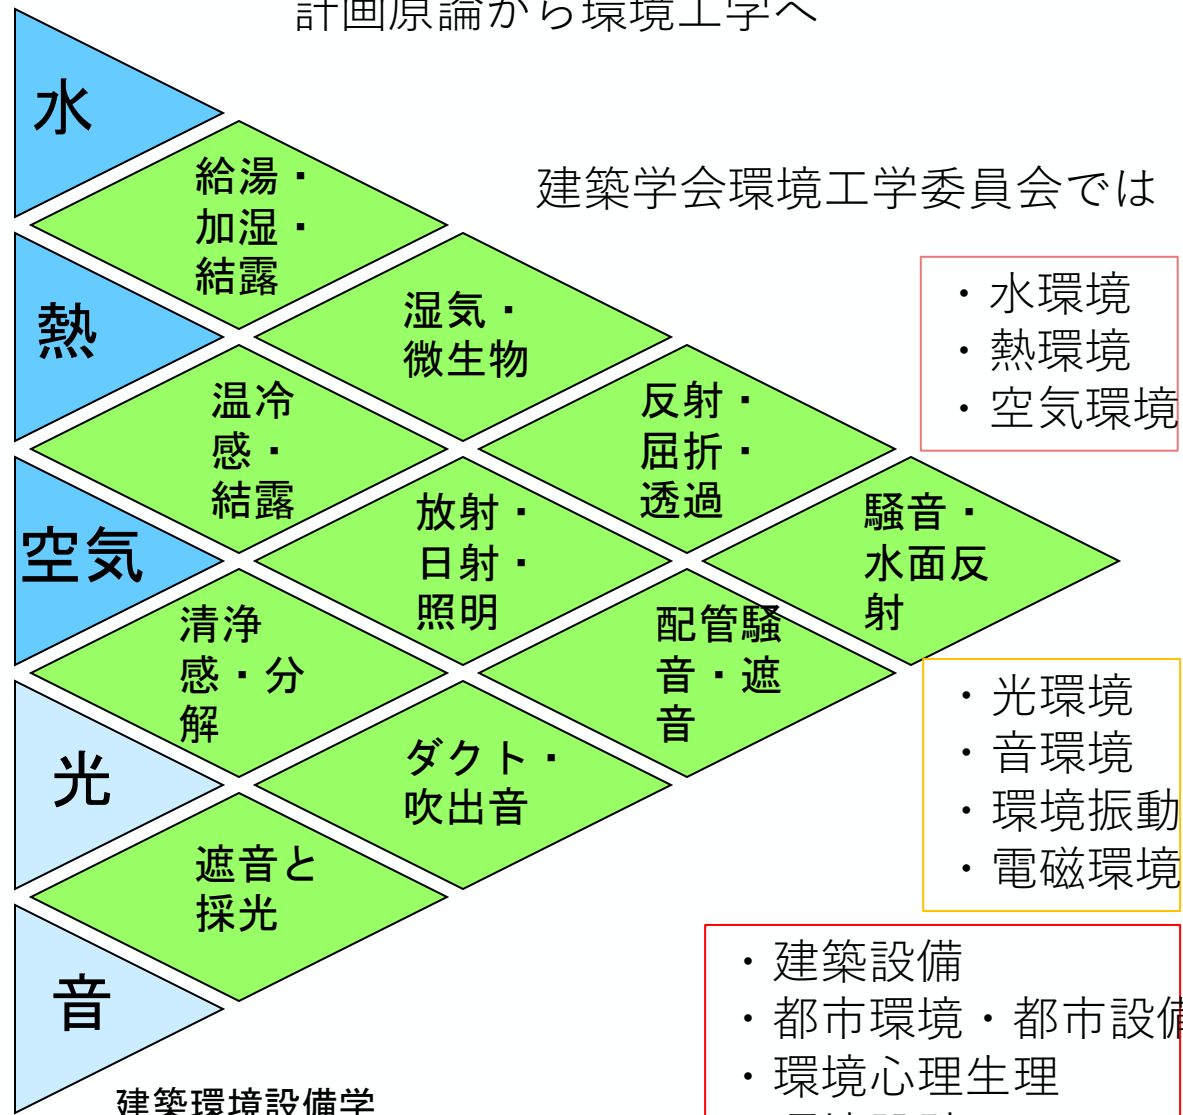 計画原論から環境工学へ
水
給湯・
加湿・
結露
建築学会環境工学委員会では
熱
湿気・
微生物
・水環境
・熱環境
・空気環境
温冷
感・
結露
反射・
屈折・
透過
空気
放射・
日射・
照明
騒音・
水面反
射
清浄
感・分
解
配管騒
音・遮
音
・光環境
・音環境
・環境振動
・電磁環境
光
ダクト・
吹出音
遮音と
採光
音
・建築設備
・都市環境・都市設備
・環境心理生理
建築環境設備学